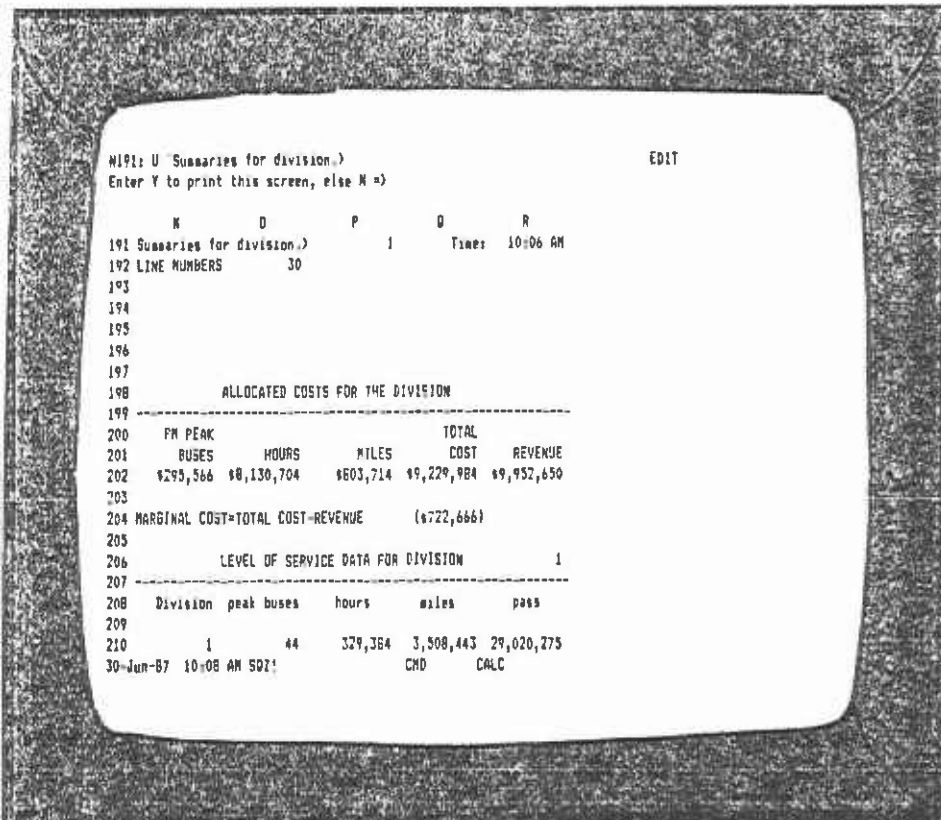 N191: U Summaries for division.> EDIT
Enter Y to print this screen, else N =>
N O P Q R
191 Summaries for division.> 1 Time: 10:06 AM
192 LINE NUMBERS 30
193
194
195
196
197
198 ALLOCATED COSTS FOR THE DIVISION
199 ------------------------------------------------------------
200 PM PEAK TOTAL
201 BUSES HOURS MILES COST REVENUE
202 $295,566 $8,130,704 $803,714 $9,229,984 $9,952,650
203
204 MARGINAL COST=TOTAL COST-REVENUE ($722,666)
205
206 LEVEL OF SERVICE DATA FOR DIVISION 1
207 ------------------------------------------------------------
208 Division peak buses hours miles pass
209
210 1 44 329,364 3,508,443 29,020,275
30-Jun-87 10:08 AM CMD CALC